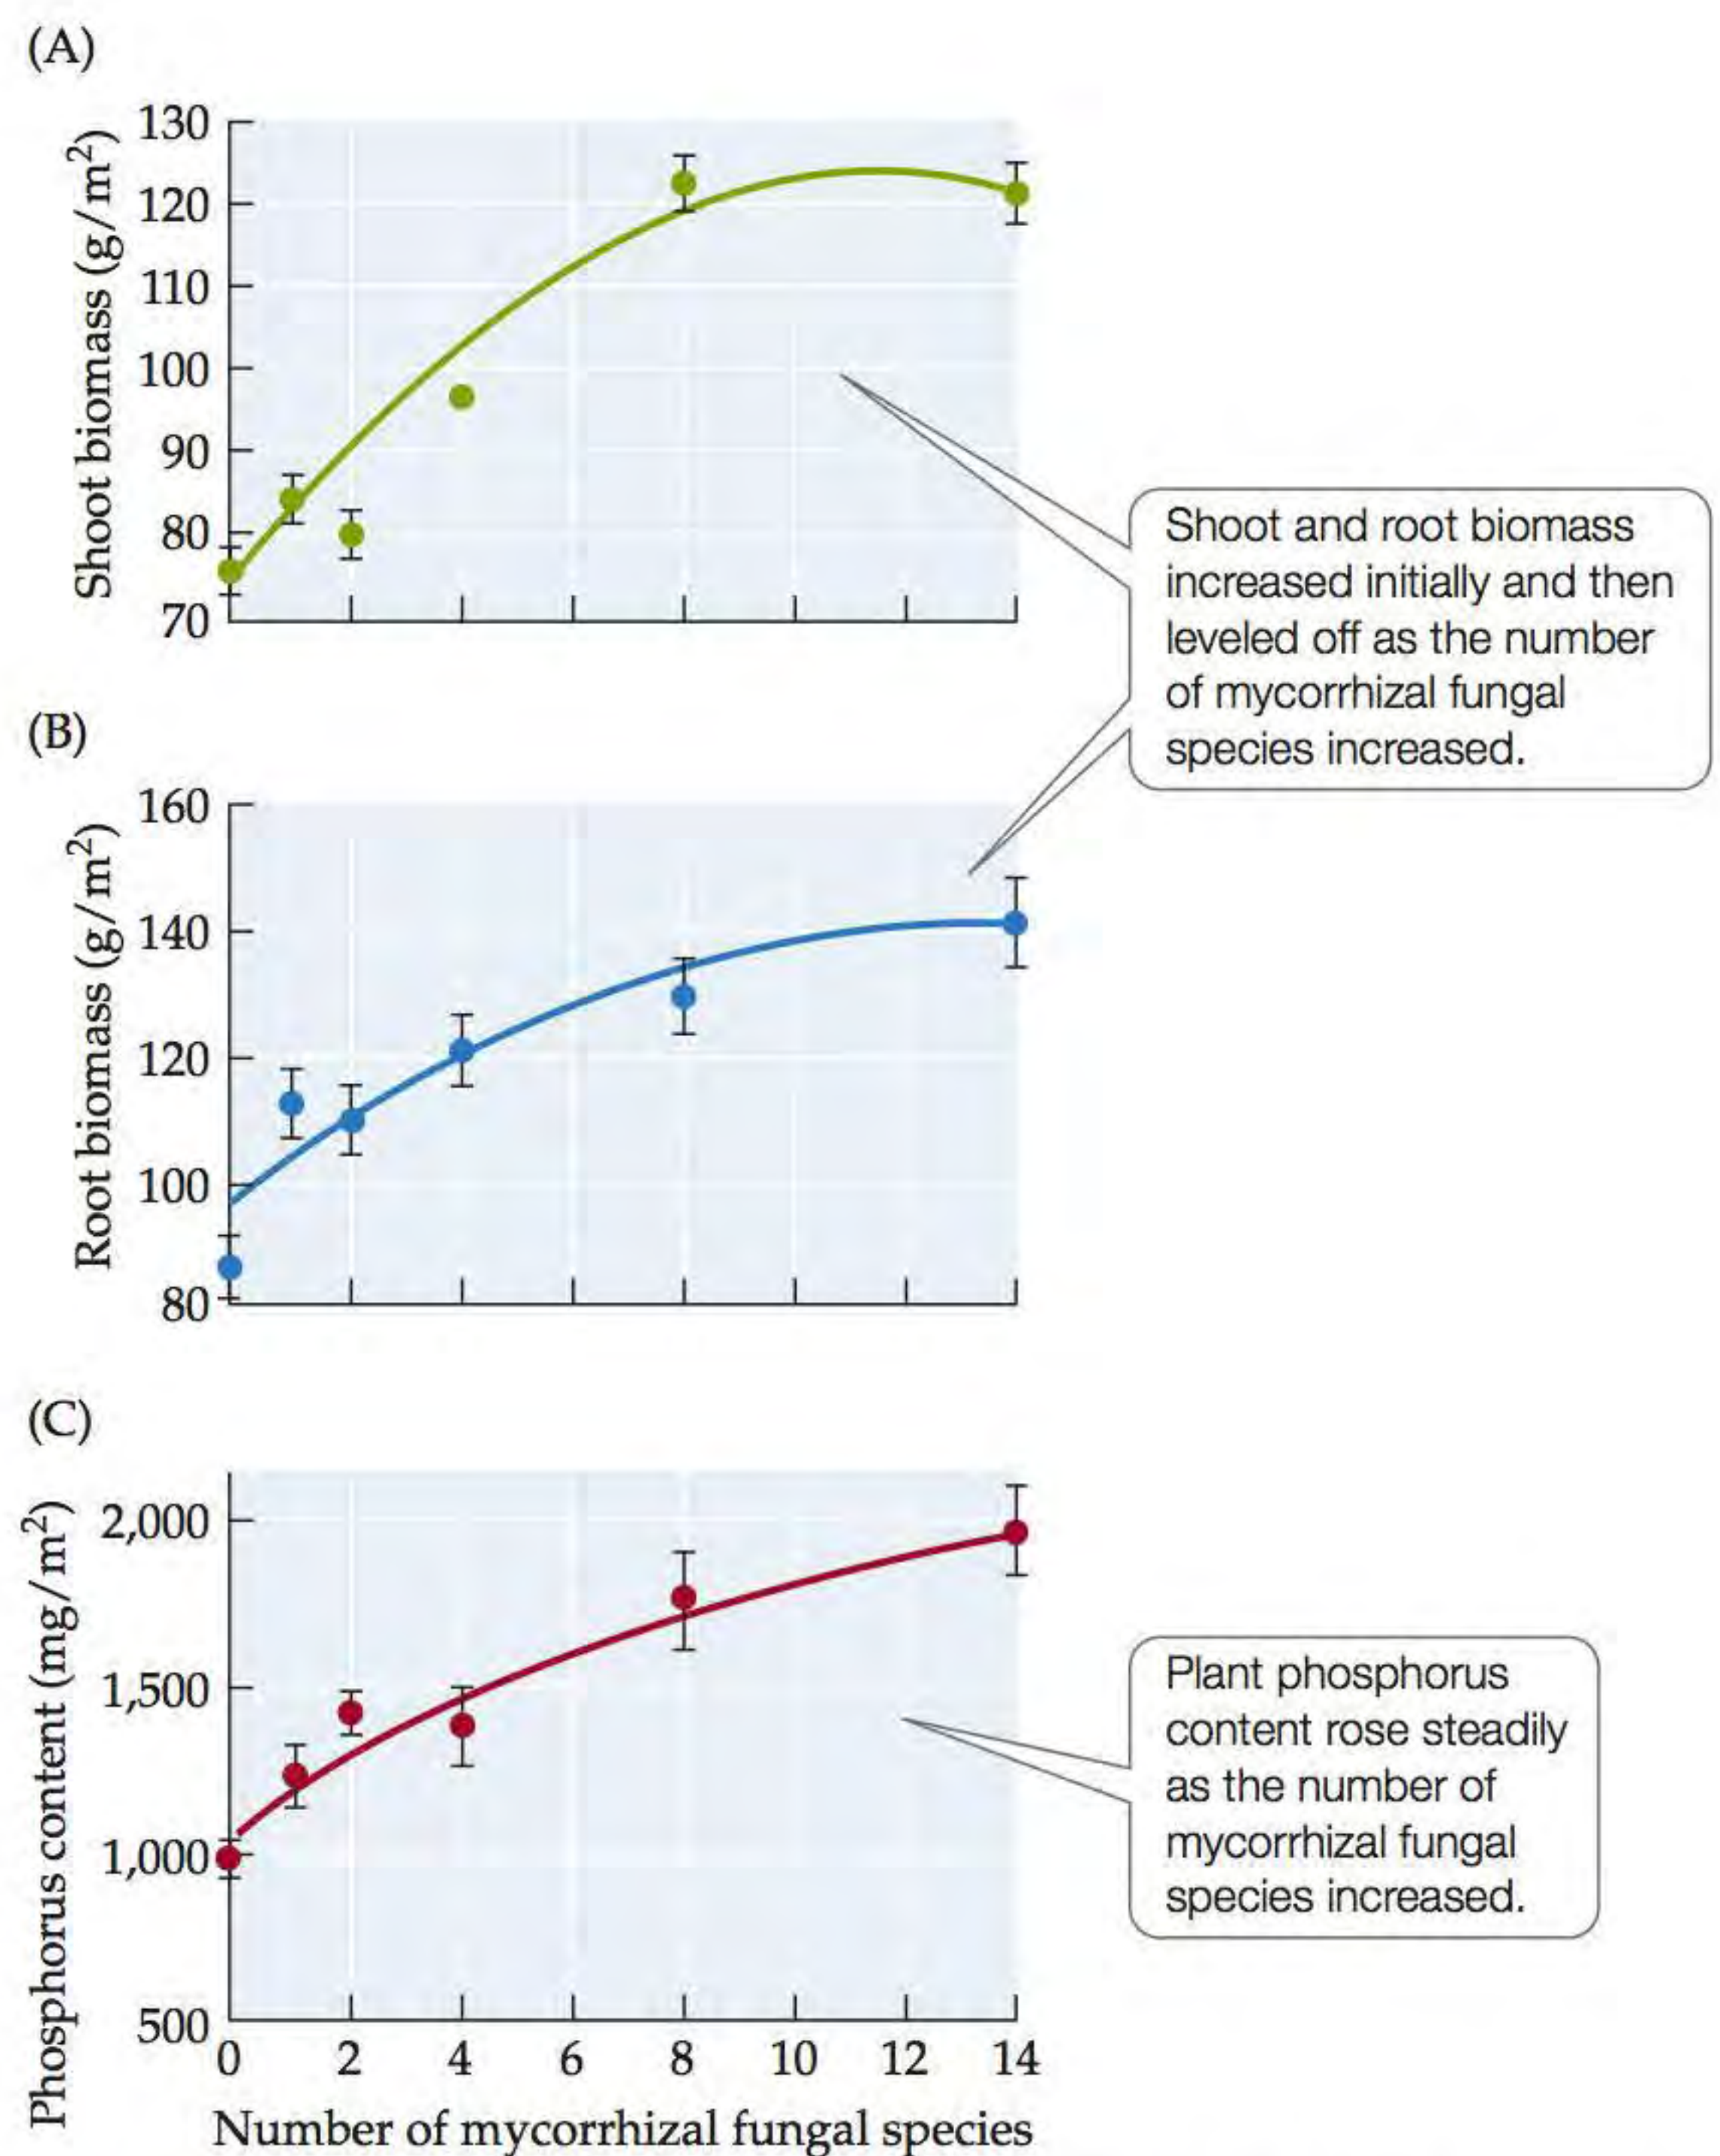 (A)
Shoot biomass (g/m²)
130
120
110
100
90
80
70
Shoot and root biomass
increased initially and then
leveled off as the number
of mycorrhizal fungal
species increased.
(B)
Root biomass (g/m²)
160
140
120
100
80
(C)
Phosphorus content (mg/m²)
2,000
1,500
1,000
500
Plant phosphorus
content rose steadily
as the number of
mycorrhizal fungal
species increased.
0 2 4 6 8 10 12 14
Number of mycorrhizal fungal species